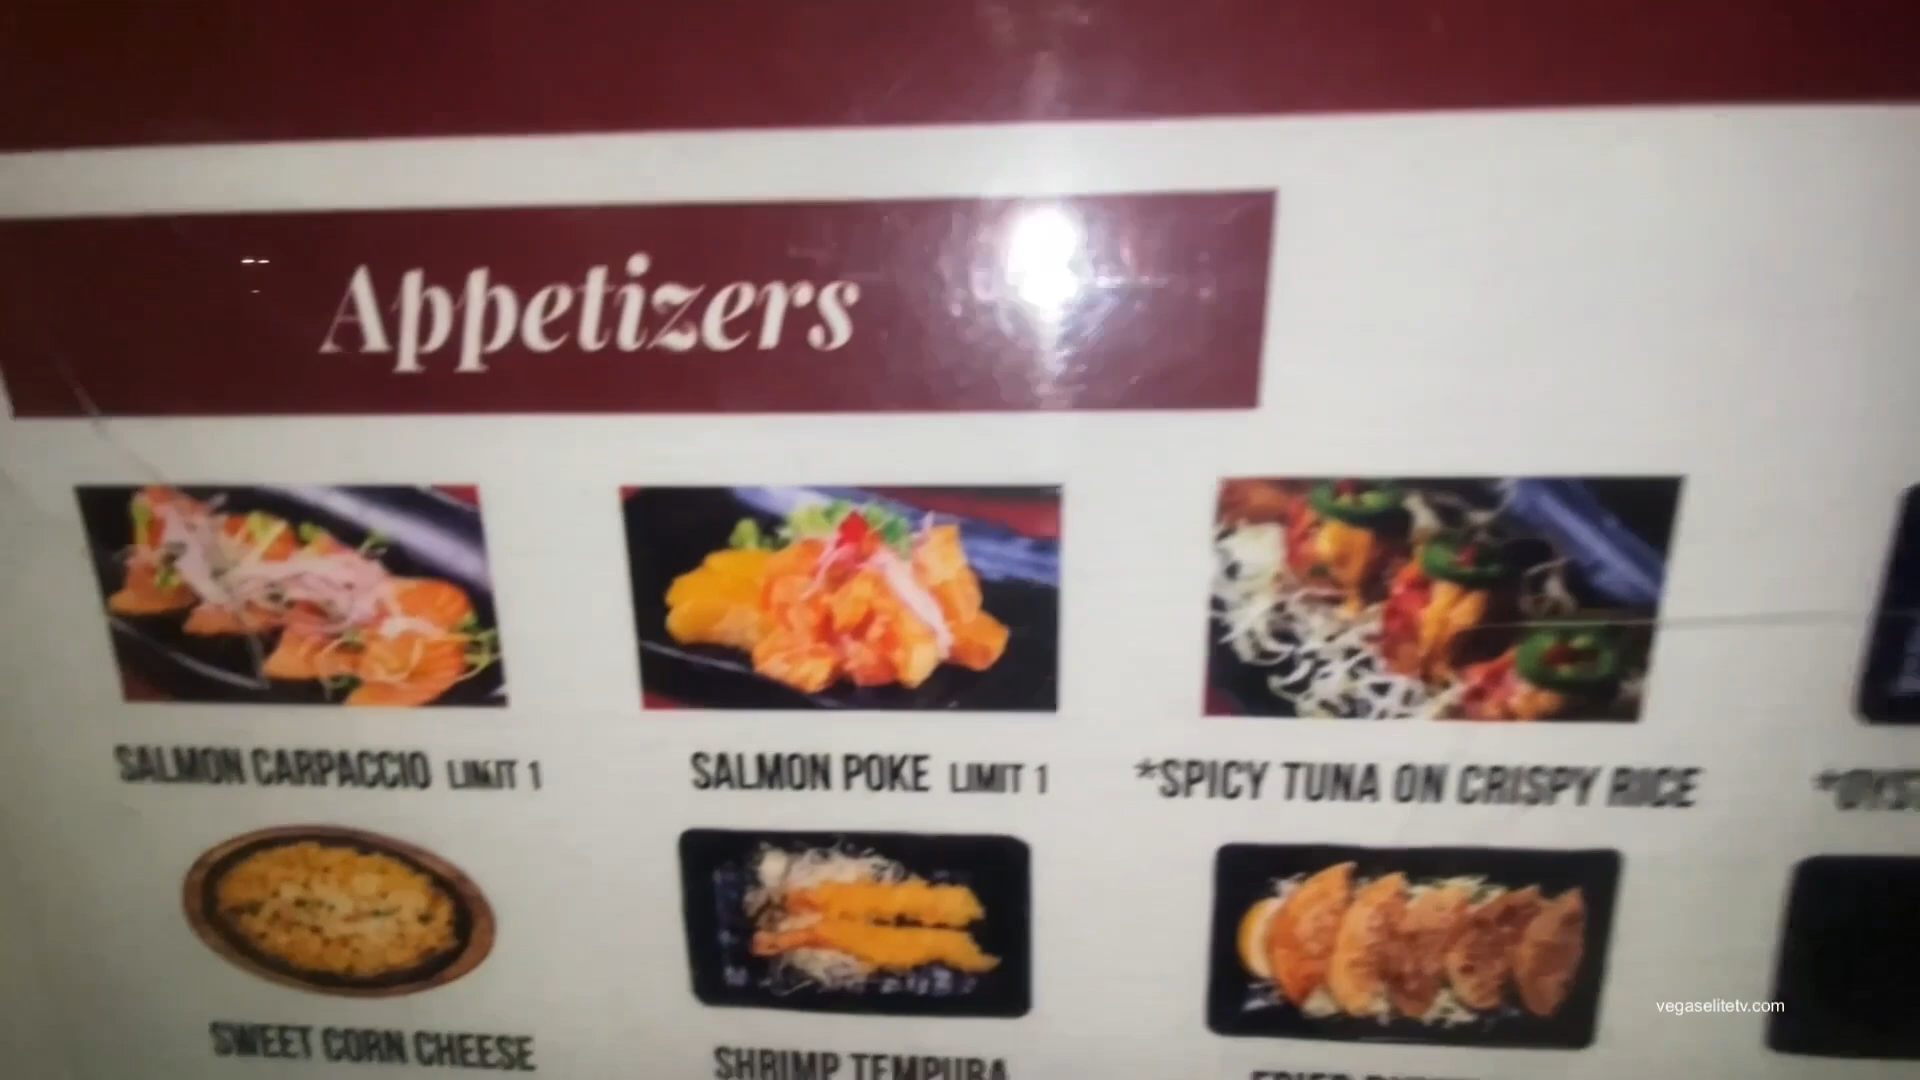 Appetizers
SALMON CARPACCIO LIMIT 1
SALMON POKE LIMIT 1
*SPICY TUNA ON CRISPY RICE
SWEET CORN CHEESE
SHRIMP TEMPURA
vegaselitetv.com